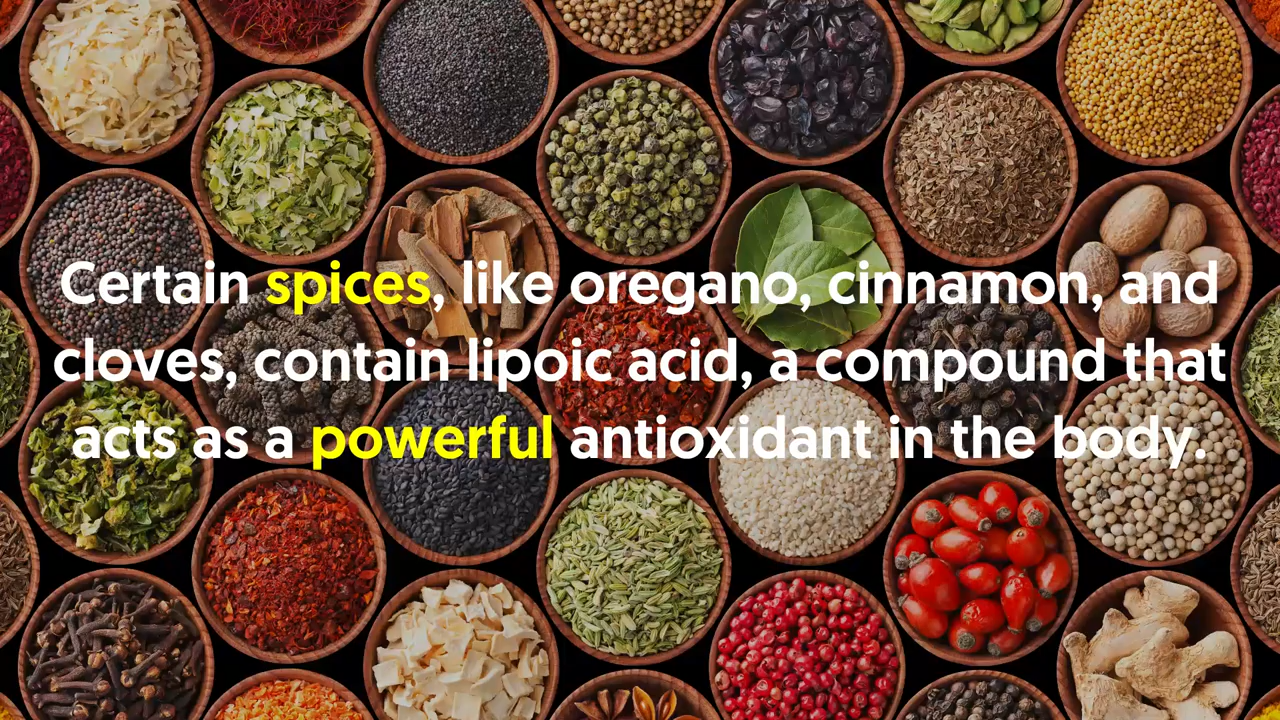 Certain spices, like oregano, cinnamon, and
cloves, contain lipoic acid, a compound that
acts as a powerful antioxidant in the body.